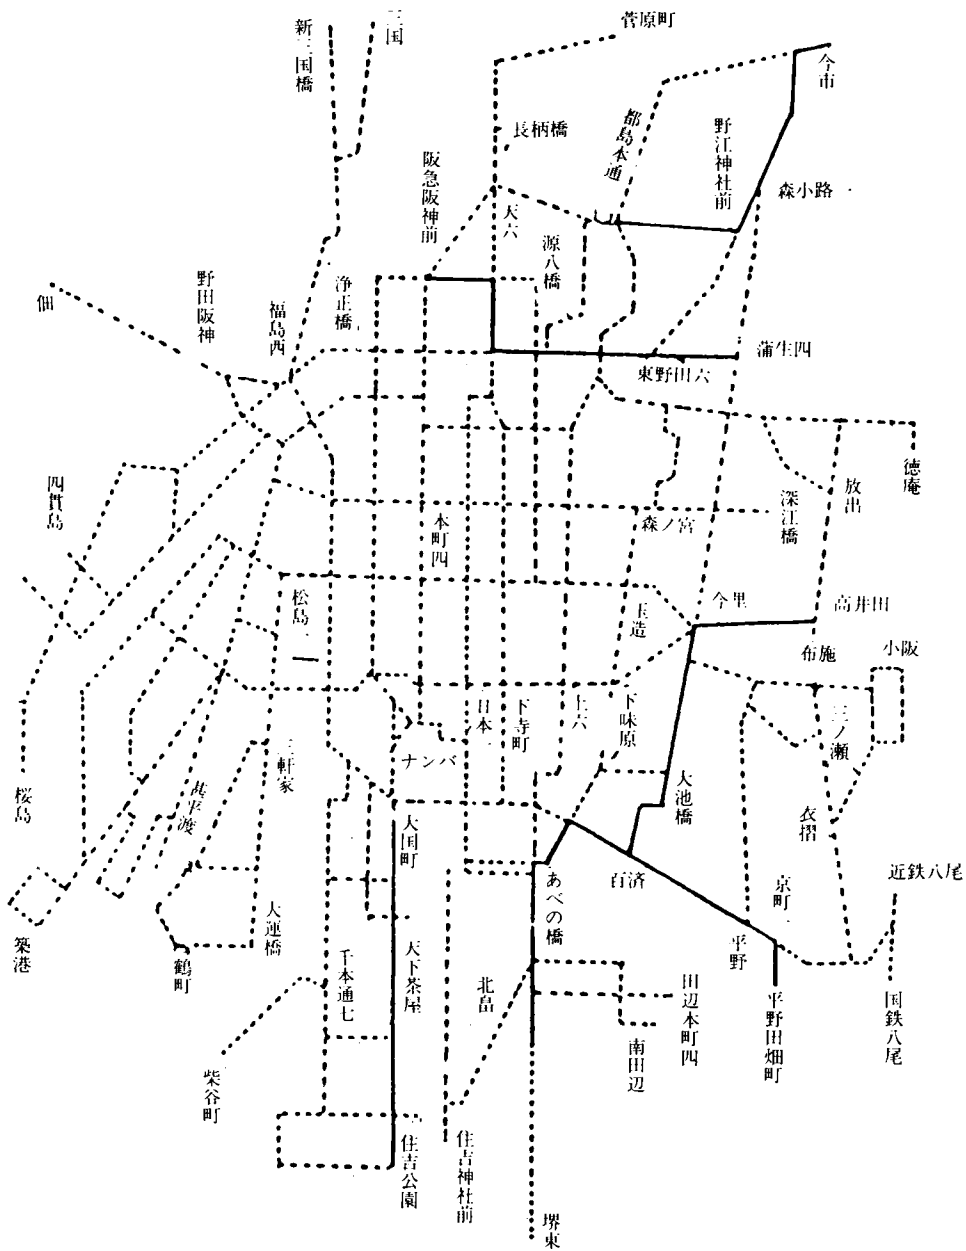 菅原町
三国
新三国橋
今市
長柄橋
都島本通
野江神社前
阪急阪神前
森小路
天六
源八橋
佃
野田阪神
福島西
浄正橋
蒲生四
東野田六
徳庵
放出
四貫島
深江橋
本町四
森ノ宮
松島
今里
玉造
高井田
布施
小阪
日本一
下寺町
上六
下味原
三ノ瀬
ナンバ
三軒家
桜島
甚平渡
大池橋
衣摺
大国町
百済
あべの橋
京町
近鉄八尾
大運橋
平野
築港
鶴町
千本通七
天下茶屋
北畠
田辺本町四
平野田畑町
国鉄八尾
南田辺
柴谷町
住吉公園
住吉神社前
堺東